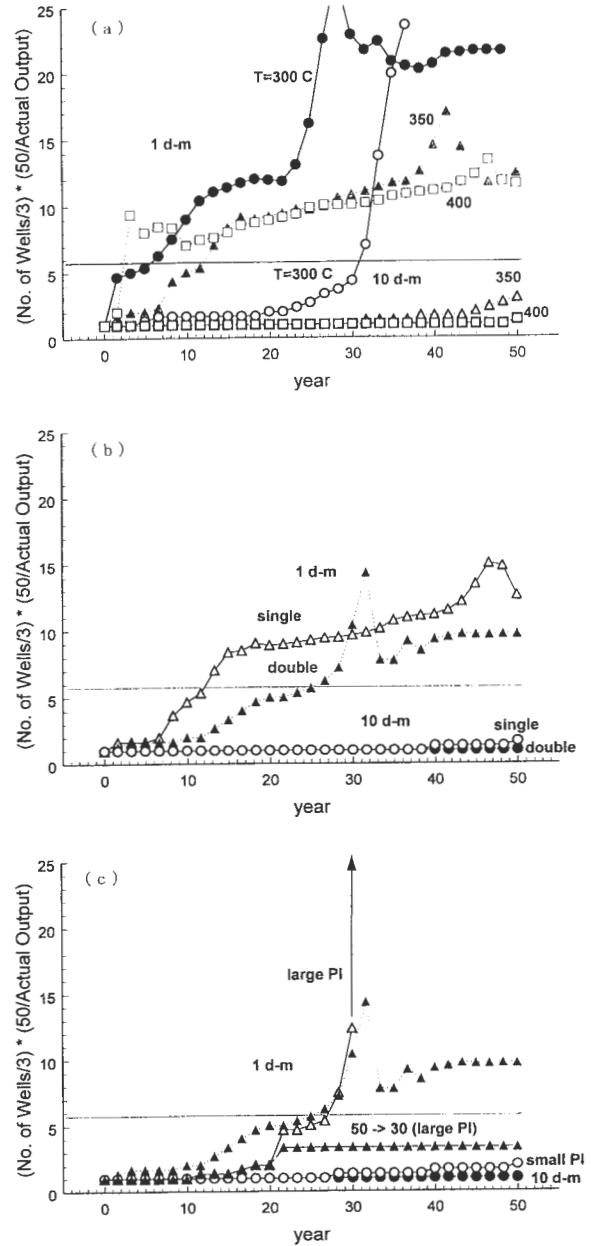 ( a )
(No. of Wells/3) * (50/Actual Output)
25
20
15
10
5
0
T=300 C
1 d-m
350
400
T=300 C
10 d-m
350
400
0 10 20 30 40 50
year
( b )
(No. of Wells/3) * (50/Actual Output)
25
20
15
10
5
0
1 d-m
single
double
10 d-m
single
double
0 10 20 30 40 50
year
( c )
(No. of Wells/3) * (50/Actual Output)
25
20
15
10
5
0
large PI
1 d-m
50 -> 30 (large PI)
small PI
10 d-m
0 10 20 30 40 50
year